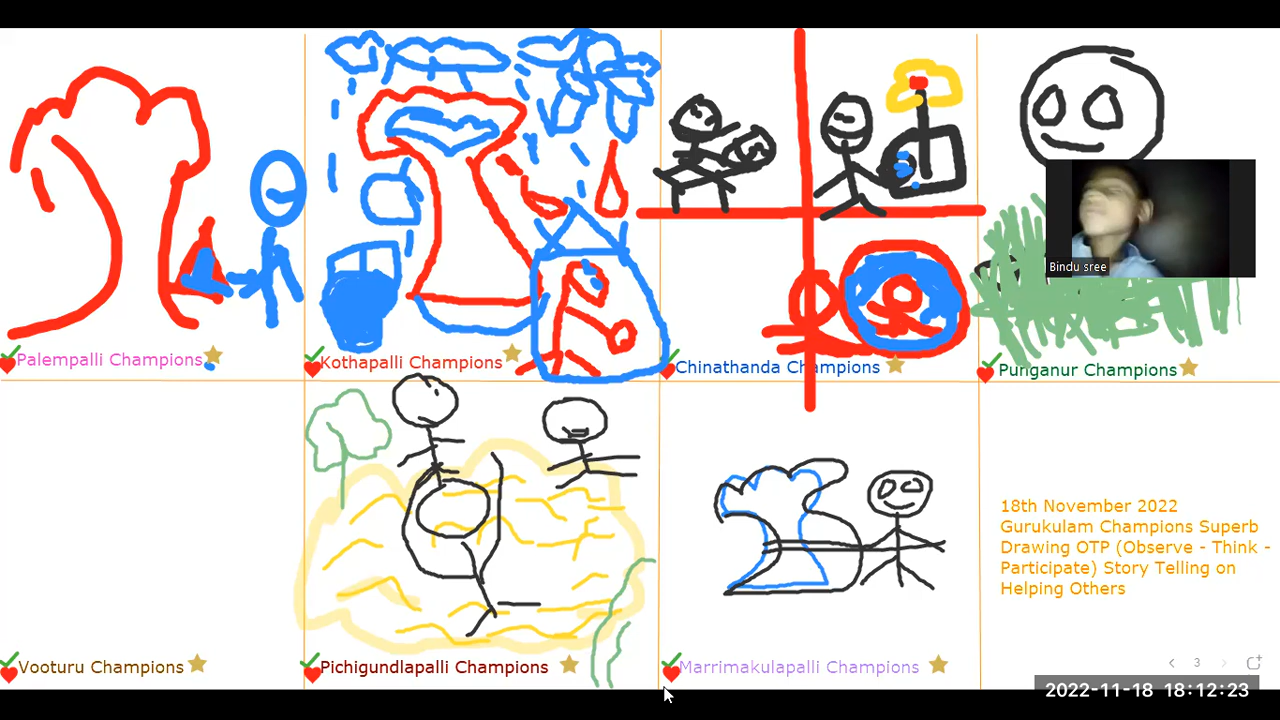 Bindu sree
Palempalli Champions
Kothapalli Champions
Chinathanda Champions
Punganur Champions
18th November 2022
Gurukulam Champions Superb
Drawing OTP (Observe - Think -
Participate) Story Telling on
Helping Others
Vooturu Champions
Pichigundlapalli Champions
Marrimakulapalli Champions
3
2022-11-18 18:12:23